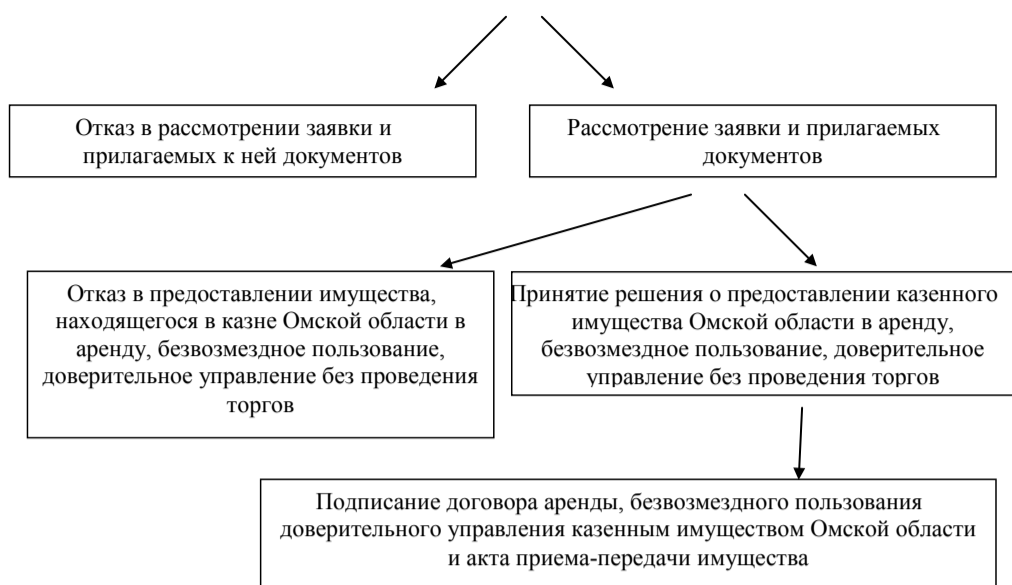 Отказ в рассмотрении заявки и
прилагаемых к ней документов
Рассмотрение заявки и прилагаемых
документов
Отказ в предоставлении имущества,
находящегося в казне Омской области в
аренду, безвозмездное пользование,
доверительное управление без проведения
торгов
Принятие решения о предоставлении казенного
имущества Омской области в аренду,
безвозмездное пользование, доверительное
управление без проведения торгов
Подписание договора аренды, безвозмездного пользования
доверительного управления казенным имуществом Омской области
и акта приема-передачи имущества